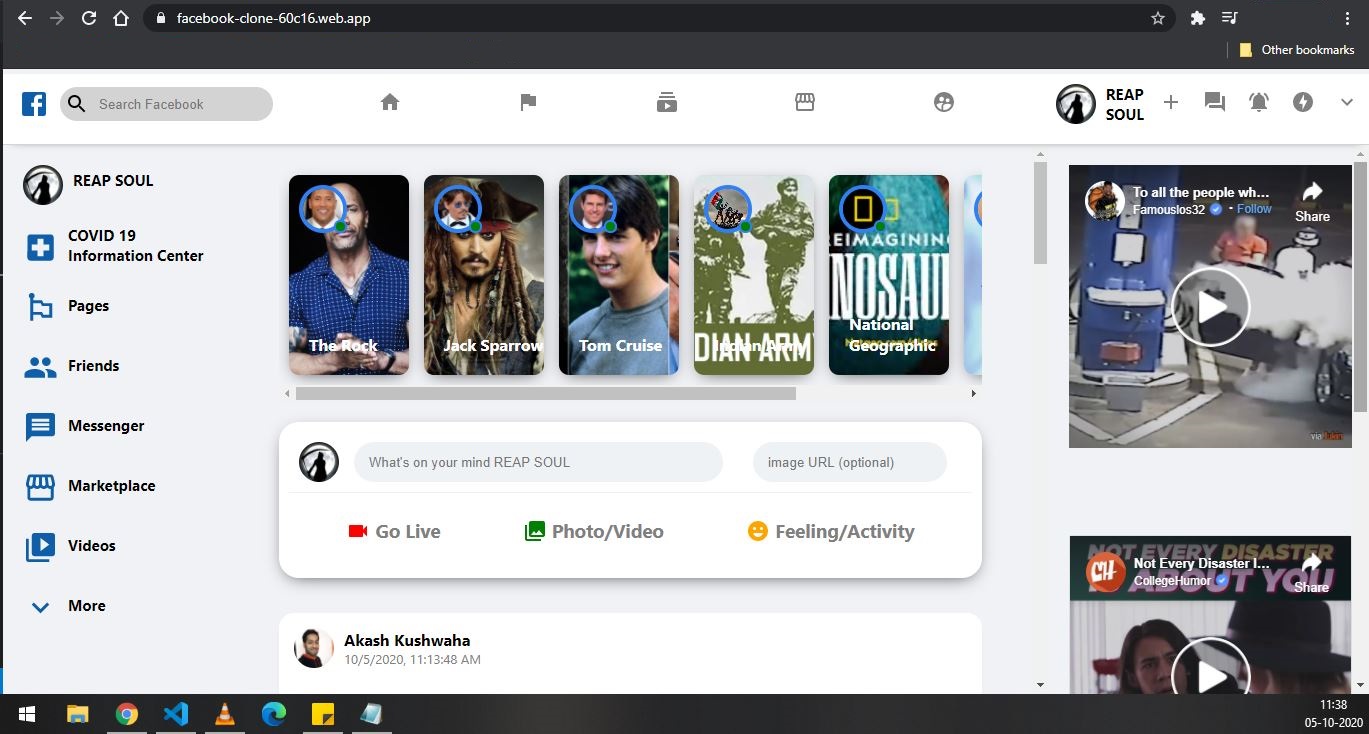 facebook-clone-60c16.web.app
Other bookmarks
Search Facebook
REAP
SOUL
REAP SOUL
COVID 19
Information Center
Pages
Friends
Messenger
Marketplace
Videos
More
The Rock
Jack Sparrow
Tom Cruise
DIAN ARM
Indian Army
REIMAGINING
NOSAU
National
Geographic
What's on your mind REAP SOUL
image URL (optional)
Go Live
Photo/Video
Feeling/Activity
Akash Kushwaha
10/5/2020, 11:13:48 AM
To all the people wh...
Famouslos32 • Follow
Share
via
NOT EVERY DISASTER
ABOUT YOU
CH
Not Every Disaster I...
CollegeHumor
Share
11:38
05-10-2020